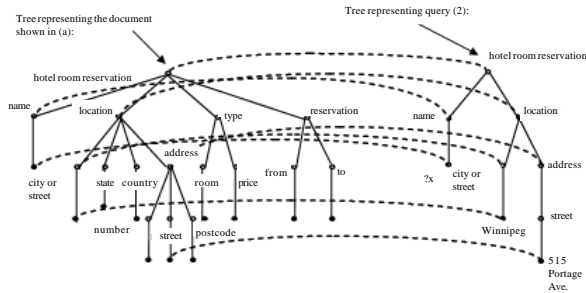 Tree representing the document
shown in (a):
Tree representing query (2):
hotel room reservation
hotel room reservation
name
location
type
reservation
name
location
address
address
city or
street
state
country
room
price
from
to
?x
city or
street
number
street
postcode
Winnipeg
street
515
Portage
Ave.